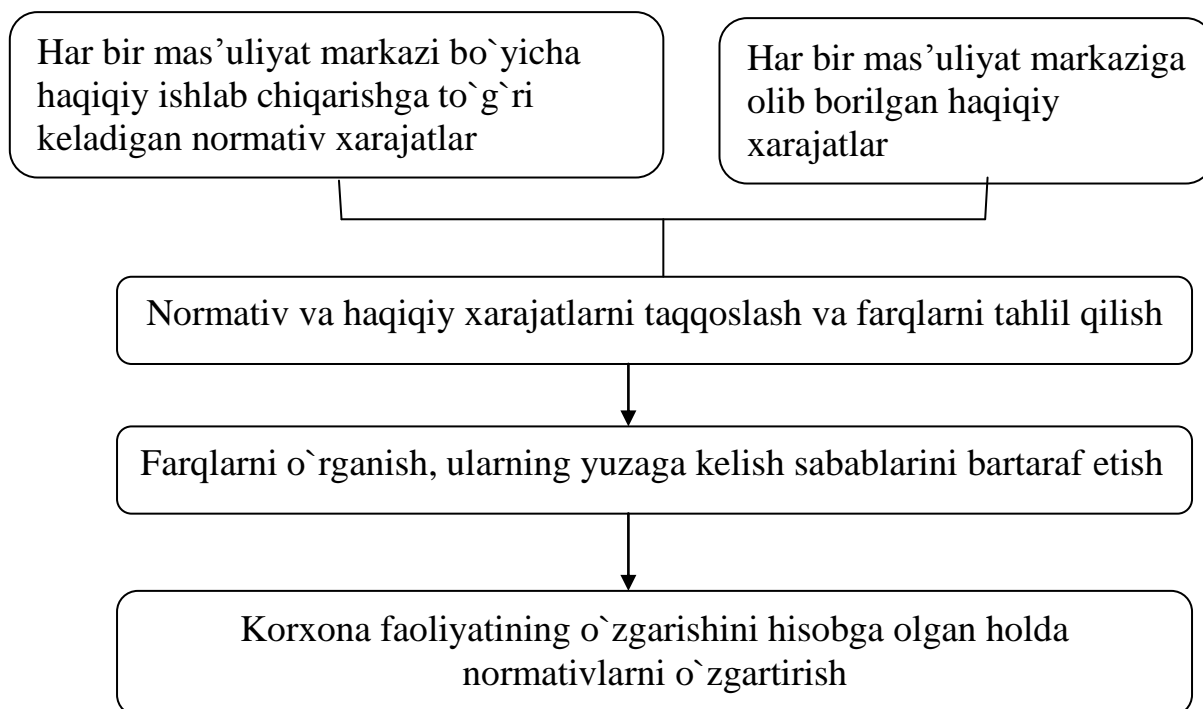 Har bir mas’uliyat markazi bo`yicha
haqiqiy ishlab chiqarishga to`g`ri
keladigan normativ xarajatlar
Har bir mas’uliyat markaziga
olib borilgan haqiqiy
xarajatlar
Normativ va haqiqiy xarajatlarni taqqoslash va farqlarni tahlil qilish
Farqlarni o`rganish, ularning yuzaga kelish sabablarini bartaraf etish
Korxona faoliyatining o`zgarishini hisobga olgan holda
normativlarni o`zgartirish